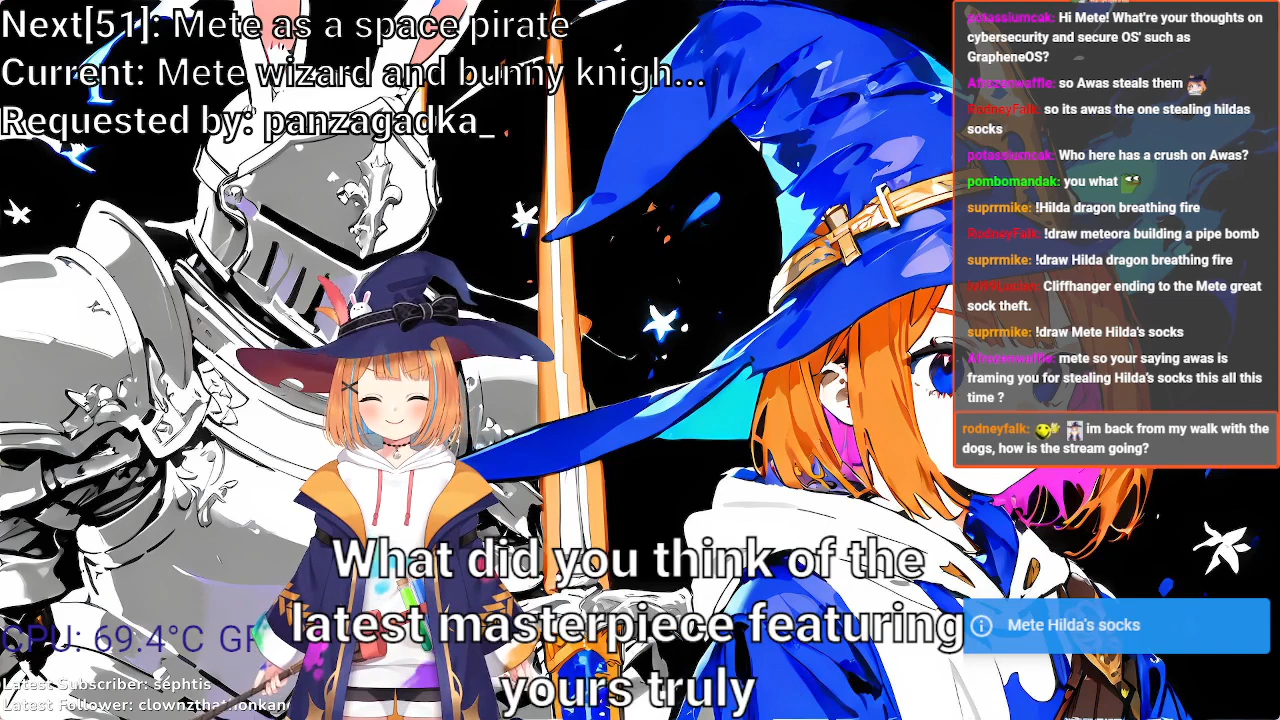 Next[51]: Mete as a space pirate
Current: Mete wizard and bunny knigh...
Requested by: panzagadka_
potassiumcak: Hi Mete! What're your thoughts on
cybersecurity and secure OS' such as
GrapheneOS?
Afrozenwaffle: so Awas steals them
RodneyFalk: so its awas the one stealing hildas
socks
potassiumcak: Who here has a crush on Awas?
pombomandak: you what
suprrmike: !Hilda dragon breathing fire
RodneyFalk: !draw meteora building a pipe bomb
suprrmike: !draw Hilda dragon breathing fire
Cliffhanger ending to the Mete great
sock theft.
suprrmike: !draw Mete Hilda's socks
Afrozenwaffle: mete so your saying awas is
framing you for stealing Hilda's socks this all this
time ?
rodneyfalk: im back from my walk with the
dogs, how is the stream going?
What did you think of the
latest masterpiece featuring
yours truly
Mete Hilda's socks
CPU: 69.4°C GP
Latest Subscriber: sephtis
Latest Follower: